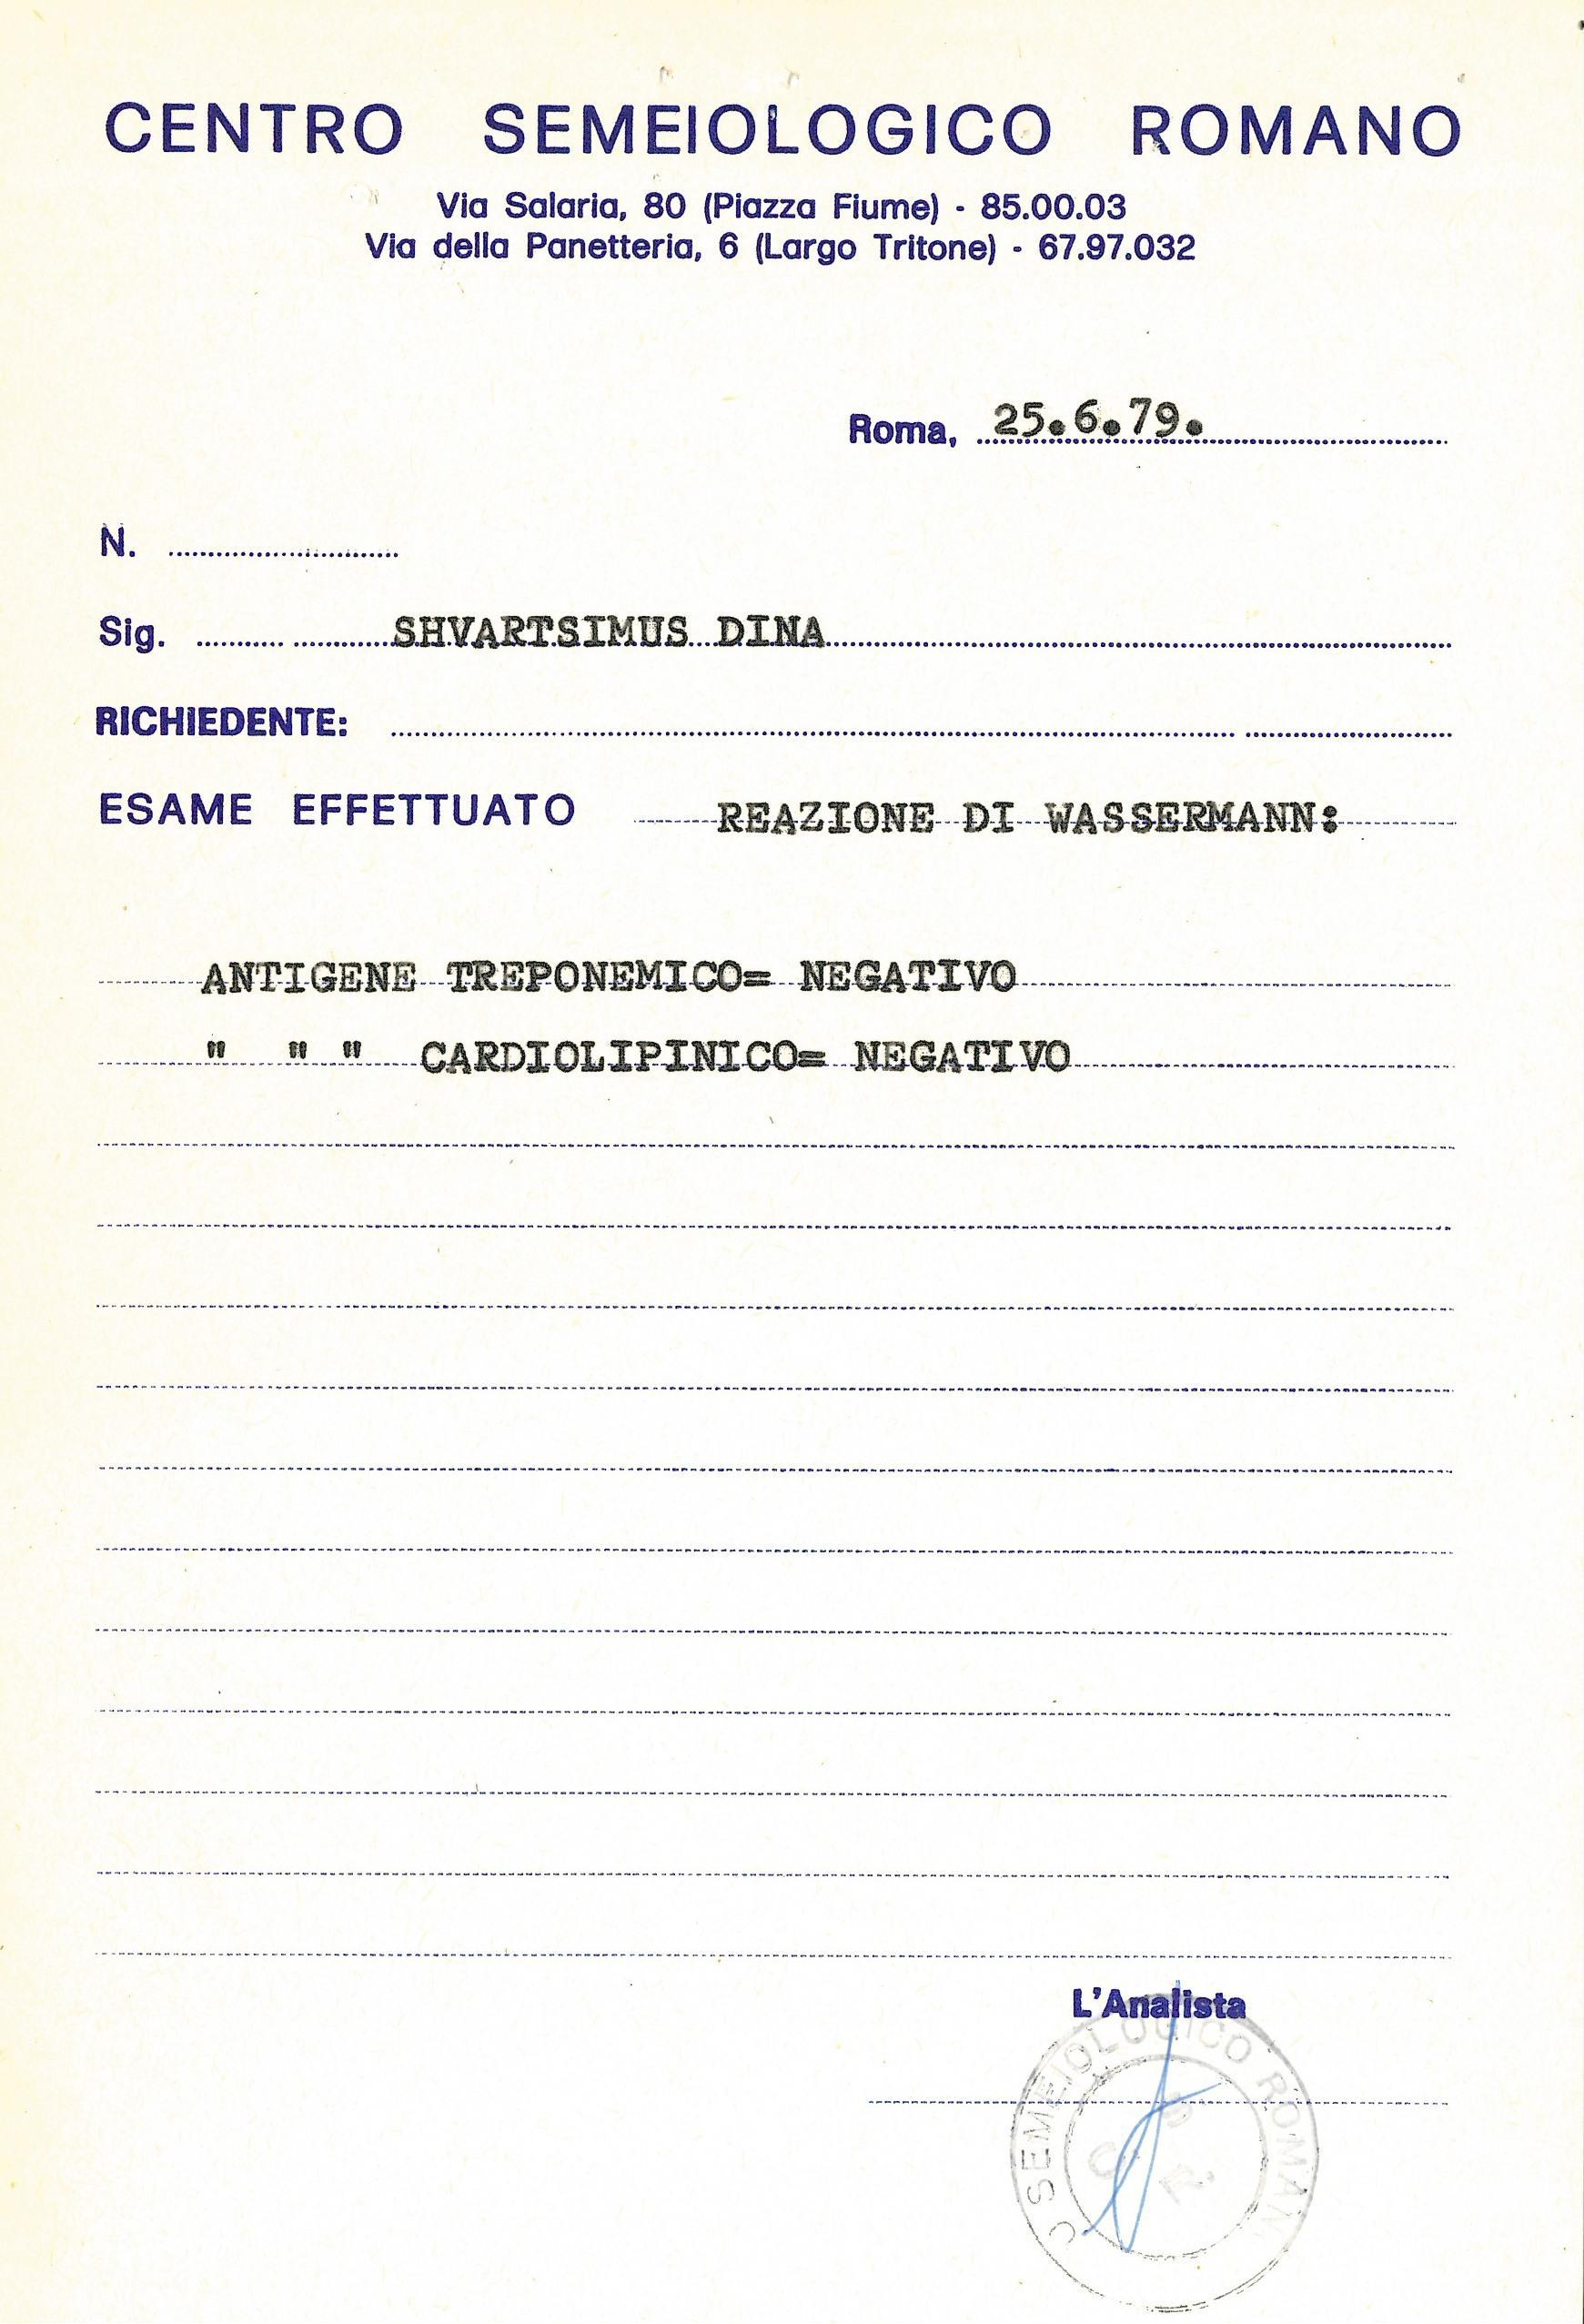 CENTRO SEMEIOLOGICO ROMANO
Via Salaria, 80 (Piazza Fiume) - 85.00.03
Via della Panetteria, 6 (Largo Tritone) - 67.97.032
Roma, 25.6.79.
N.
Sig. SHVARTSIMUS DINA
RICHIEDENTE:
ESAME EFFETTUATO REAZIONE DI WASSERMANN:
ANTIGENE TREPONEMICO= NEGATIVO
" " " CARDIOLIPINICO= NEGATIVO
L'Analista
SEMEIOLOGICO ROMAN
C. R.